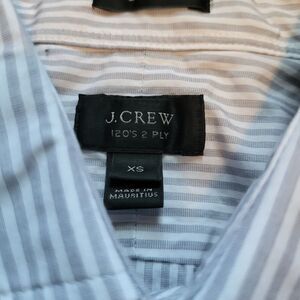 J.CREW
120'S 2 PLY
XS
MADE IN
MAURITIUS